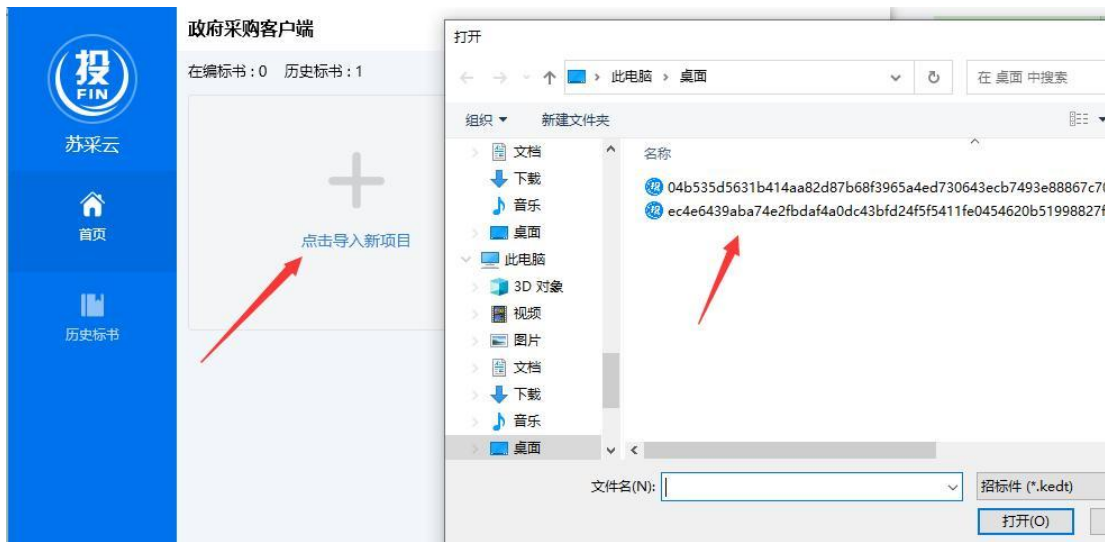 政府采购客户端
在编标书:0 历史标书:1
投
FIN
苏采云
首页
历史标书
点击导入新项目
打开
此电脑 › 桌面
在 桌面 中搜索
组织
新建文件夹
文档
下载
音乐
桌面
此电脑
3D 对象
视频
图片
文档
下载
音乐
桌面
名称
04b535d5631b414aa82d87b68f3965a4ed730643ecb7493e88867c70
ec4e6439aba74e2fbdaf4a0dc43bfd24f5f5411fe0454620b51998827f
文件名(N):
招标件 (*.kedt)
打开(O)